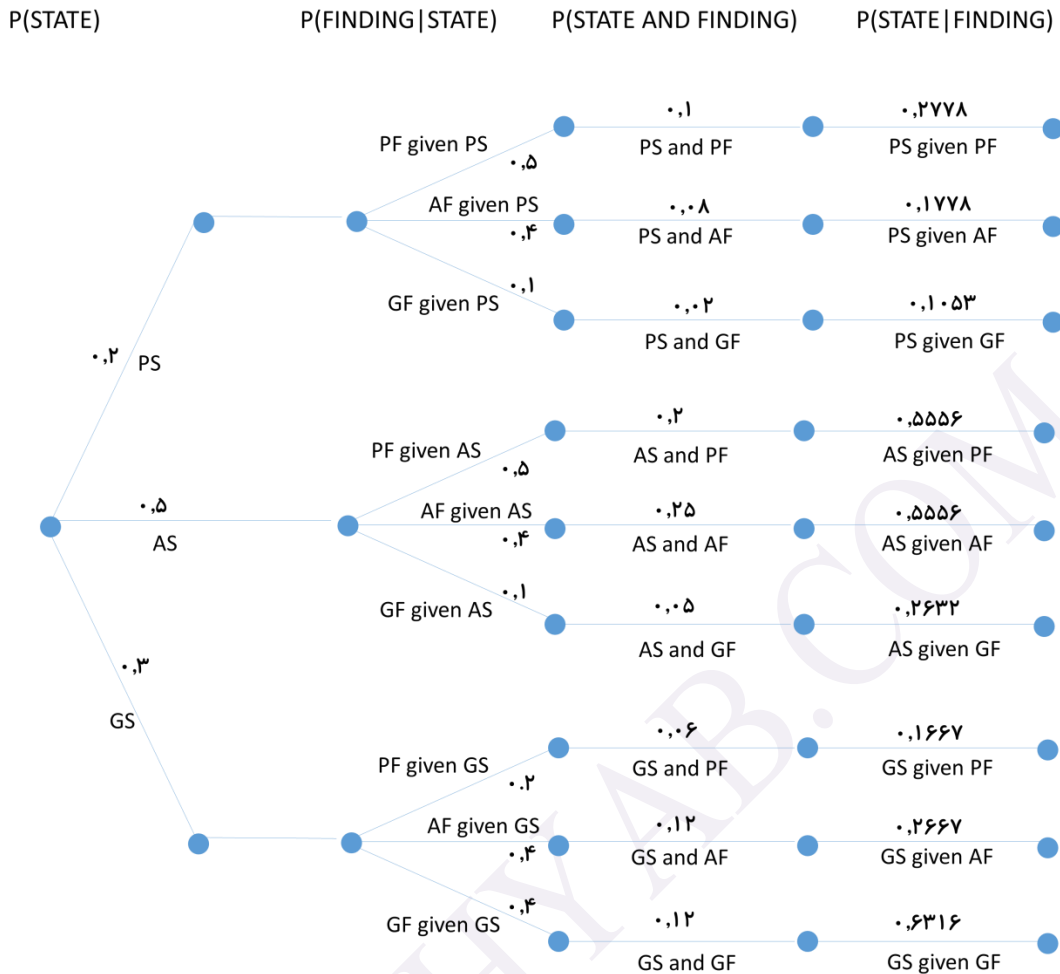 P(STATE) P(FINDING|STATE) P(STATE AND FINDING) P(STATE|FINDING)
۰,۱ ۰,۲۷۷۸
PF given PS PS and PF PS given PF
۰,۵
AF given PS ۰,۰۸ ۰,۱۷۷۸
۰,۴ PS and AF PS given AF
۰,۱
GF given PS ۰,۰۲ ۰,۱۰۵۳
PS and GF PS given GF
۰,۲ PS
۰,۲ ۰,۵۵۵۶
PF given AS AS and PF AS given PF
۰,۵
۰,۵ AF given AS ۰,۲۵ ۰,۵۵۵۶
AS ۰,۴ AS and AF AS given AF
۰,۱
GF given AS ۰,۰۵ ۰,۲۶۳۲
AS and GF AS given GF
۰,۳
GS
۰,۰۶ ۰,۱۶۶۷
PF given GS GS and PF GS given PF
۰.۲
AF given GS ۰,۱۲ ۰,۲۶۶۷
۰,۴ GS and AF GS given AF
۰,۴
GF given GS ۰,۱۲ ۰,۶۳۱۶
GS and GF GS given GF
HYAB.COM